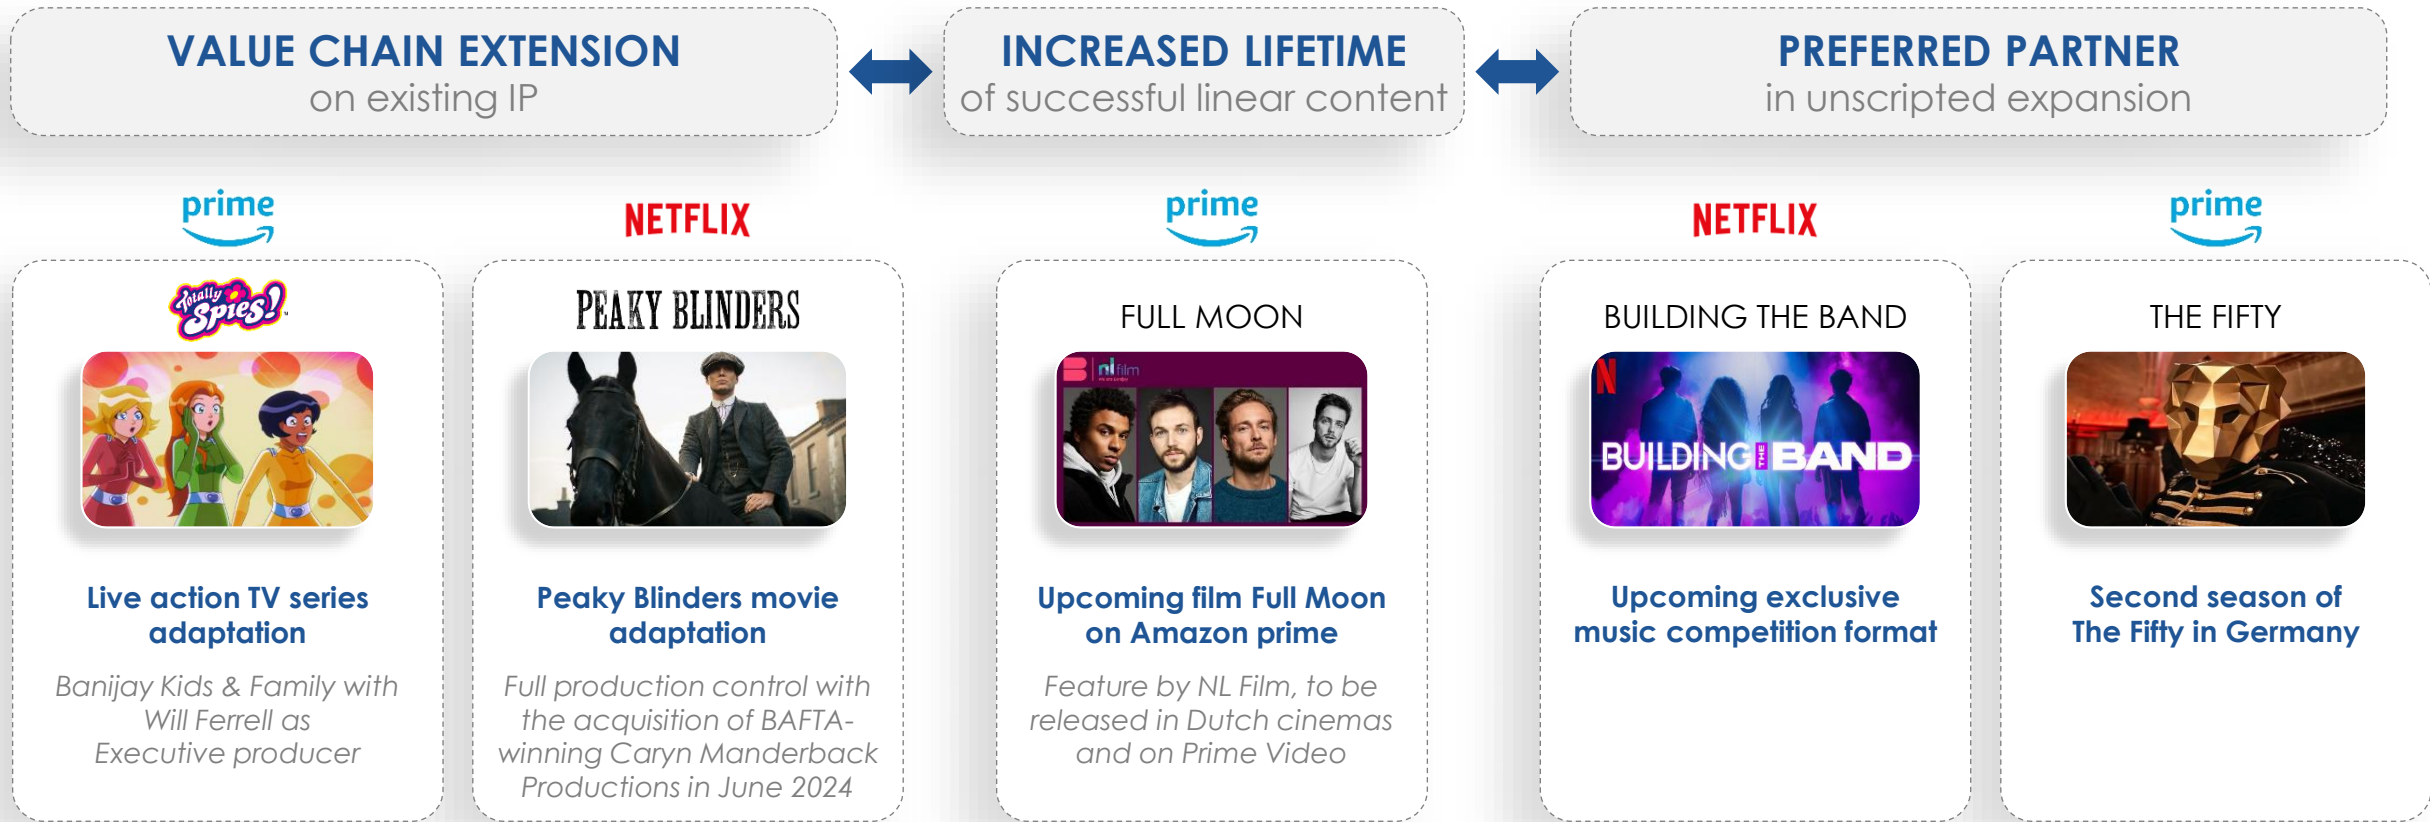 VALUE CHAIN EXTENSION
on existing IP
INCREASED LIFETIME
of successful linear content
PREFERRED PARTNER
in unscripted expansion
prime
NETFLIX
prime
NETFLIX
prime
Totally
Spies!
PEAKY BLINDERS
FULL MOON
BUILDING THE BAND
THE FIFTY
nlfilm
N
BUILDING THE BAND
Live action TV series
adaptation
Banijay Kids & Family with
Will Ferrell as
Executive producer
Peaky Blinders movie
adaptation
Full production control with
the acquisition of BAFTA-
winning Caryn Manderback
Productions in June 2024
Upcoming film Full Moon
on Amazon prime
Feature by NL Film, to be
released in Dutch cinemas
and on Prime Video
Upcoming exclusive
music competition format
Second season of
The Fifty in Germany